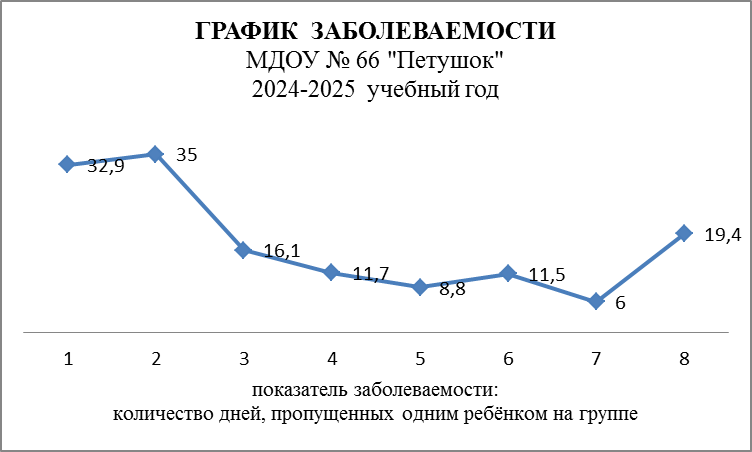 ГРАФИК ЗАБОЛЕВАЕМОСТИ
МДОУ № 66 "Петушок"
2024-2025 учебный год
32,9
35
16,1
11,7
8,8
11,5
6
19,4
1 2 3 4 5 6 7 8
показатель заболеваемости:
количество дней, пропущенных одним ребёнком на группе